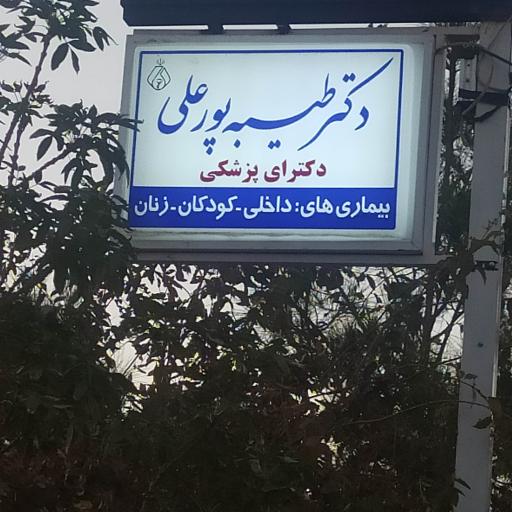 دکتر طیبه پورعلی
دکترای پزشکی
بیماری های: داخلی - کودکان - زنان